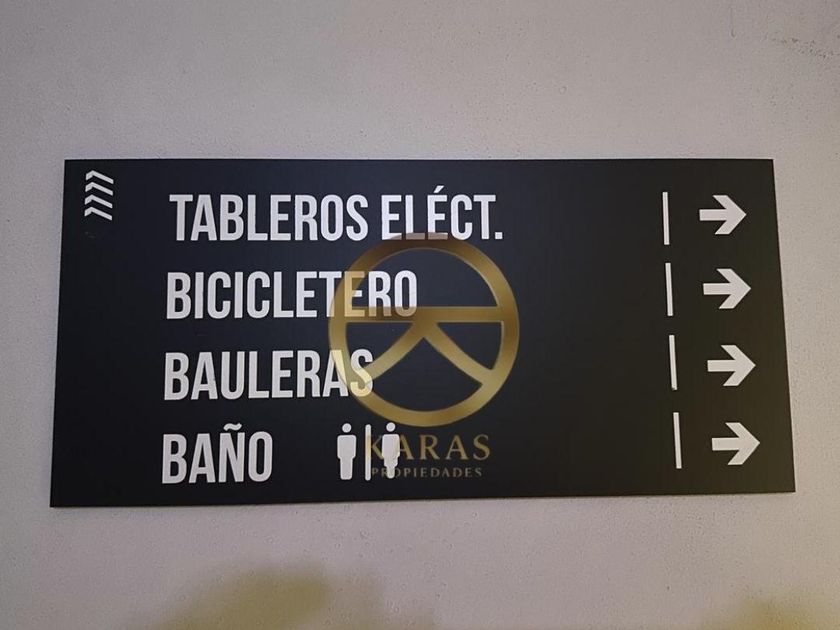 TABLEROS ELÉCT.
BICICLETERO
BAULERAS
BAÑO
KARAS
PROPIEDADES